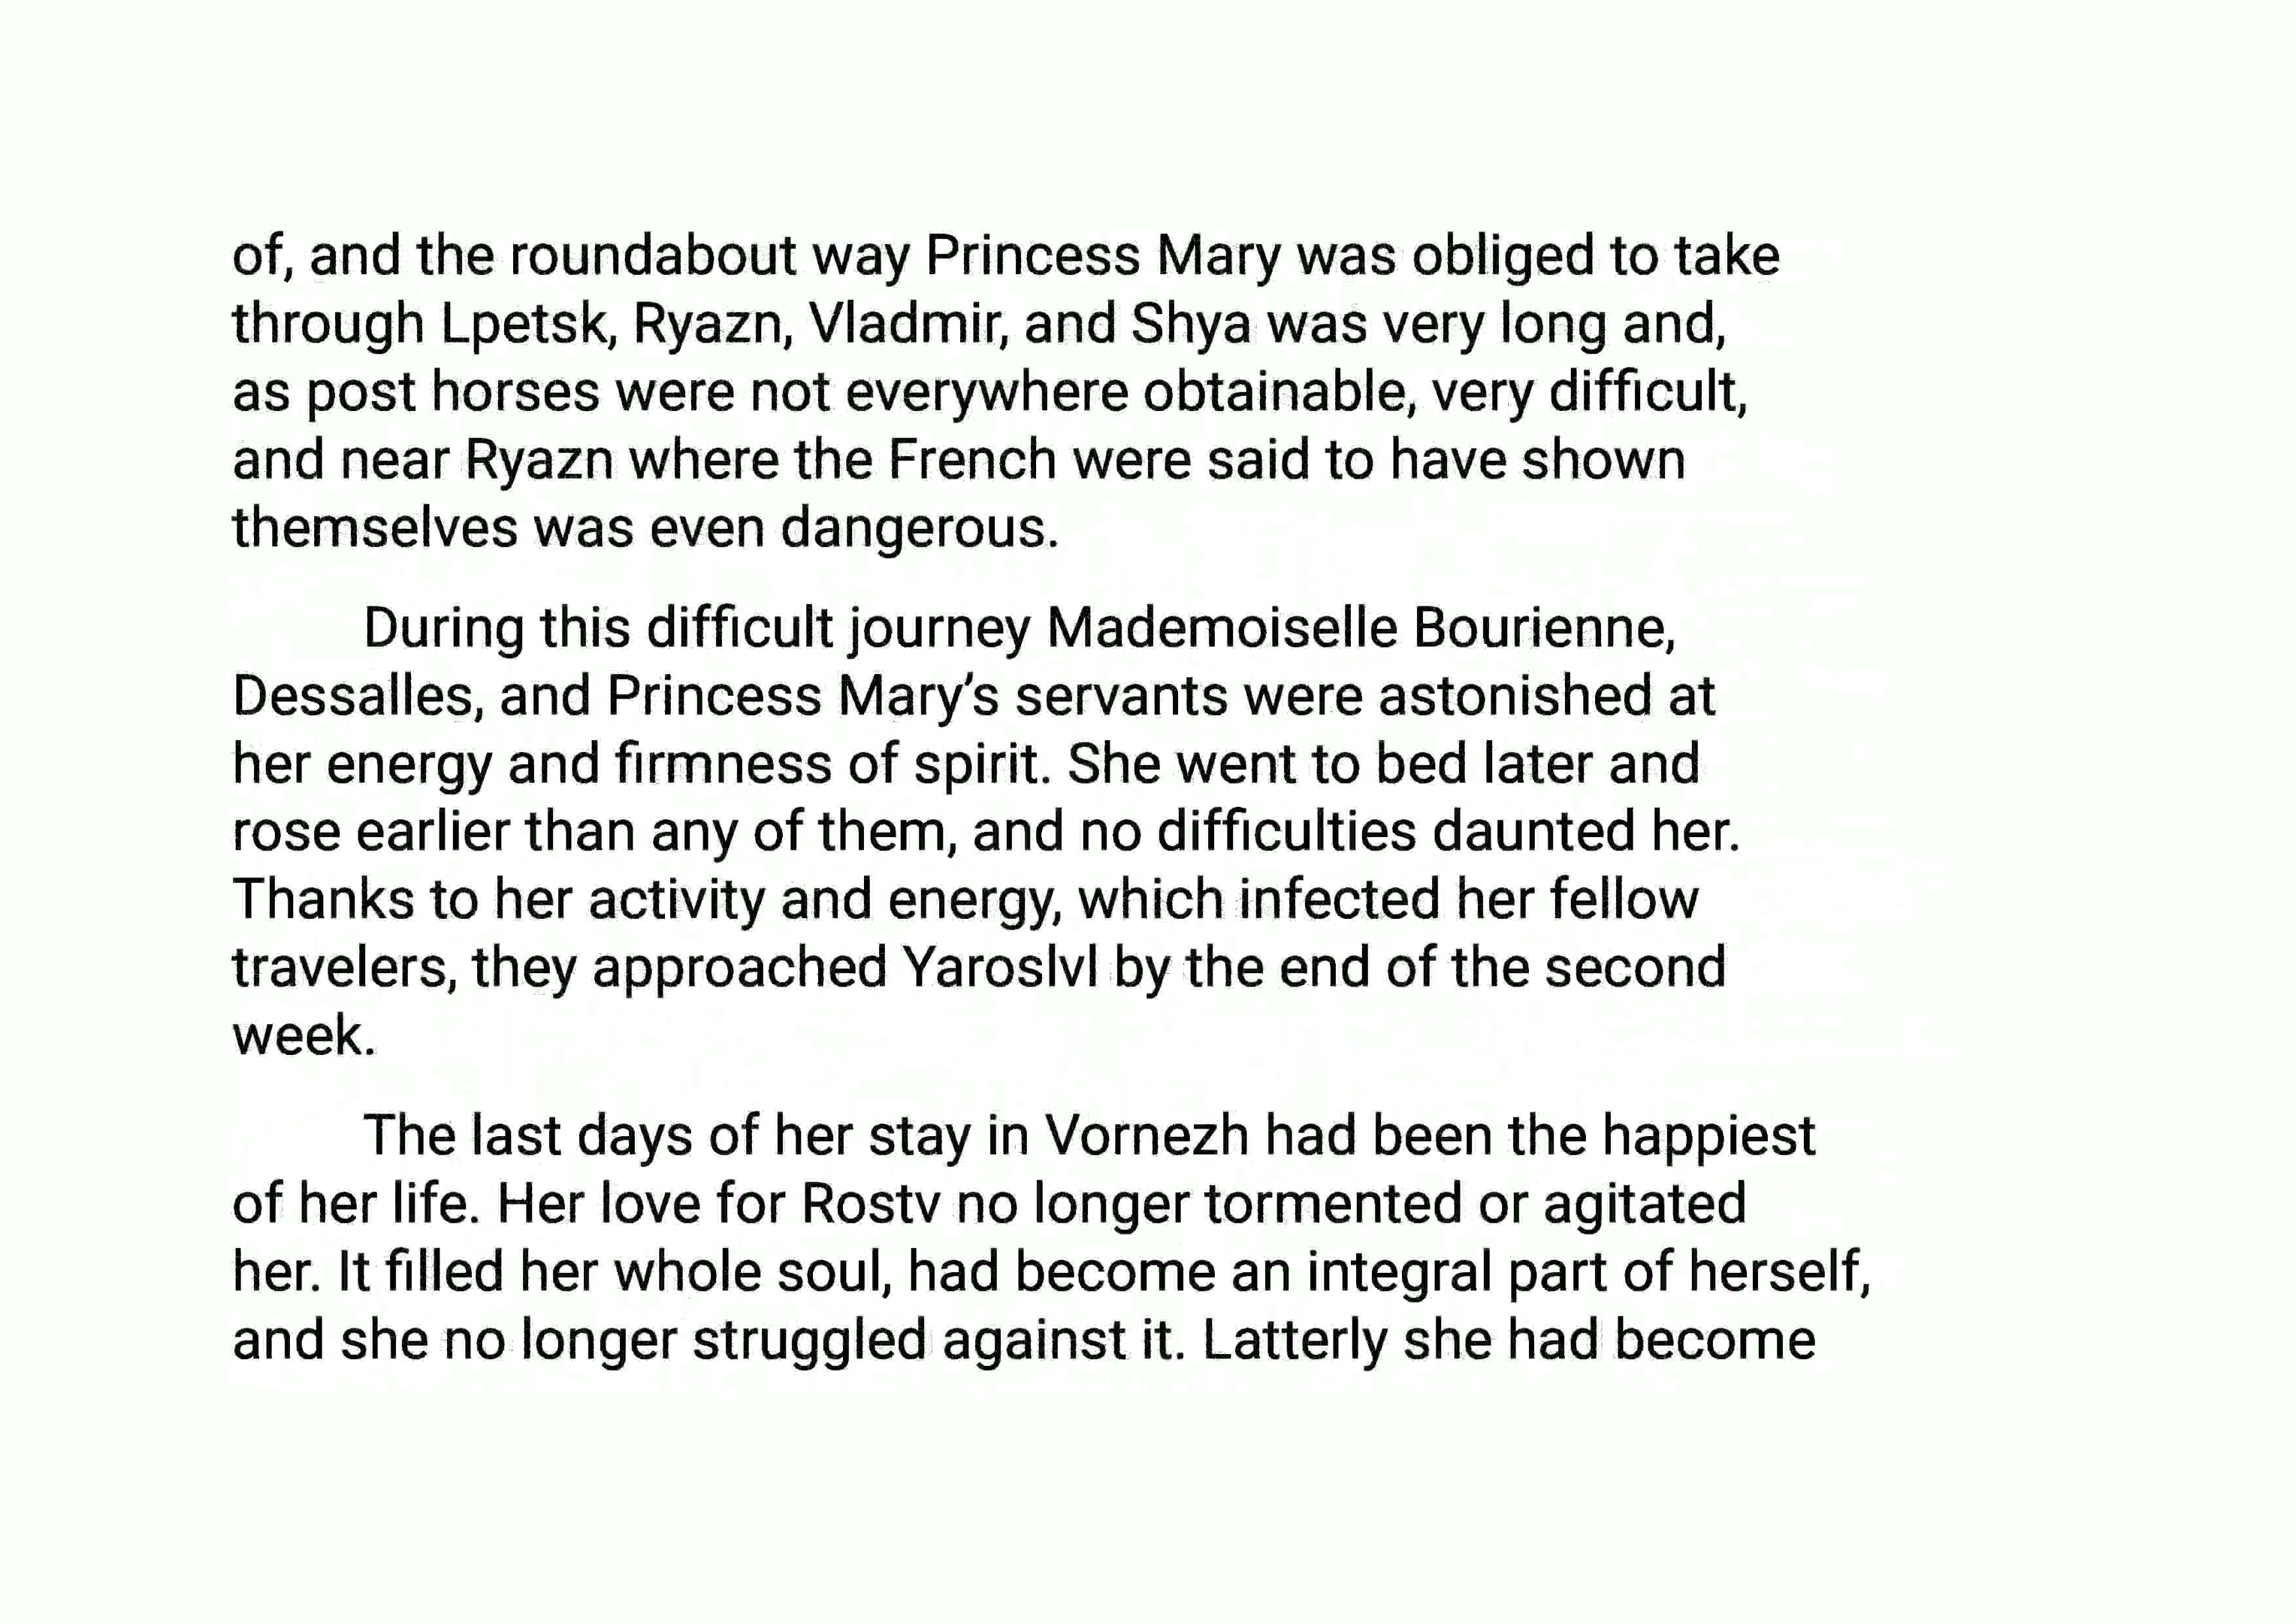 of, and the roundabout way Princess Mary was obliged to take
through Lpetsk, Ryazn, Vladmir, and Shya was very long and,
as post horses were not everywhere obtainable, very difficult,
and near Ryazn where the French were said to have shown
themselves was even dangerous.
During this difficult journey Mademoiselle Bourienne,
Dessalles, and Princess Mary’s servants were astonished at
her energy and firmness of spirit. She went to bed later and
rose earlier than any of them, and no difficulties daunted her.
Thanks to her activity and energy, which infected her fellow
travelers, they approached Yaroslvl by the end of the second
week.
The last days of her stay in Vornezh had been the happiest
of her life. Her love for Rostv no longer tormented or agitated
her. It filled her whole soul, had become an integral part of herself,
and she no longer struggled against it. Latterly she had become